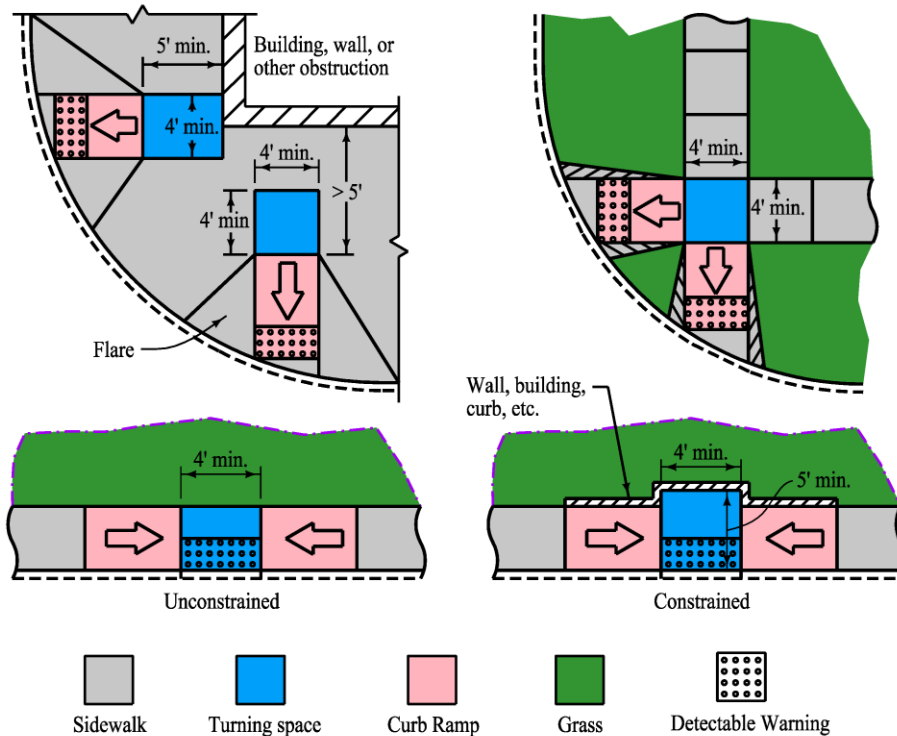 5' min.
Building, wall, or
other obstruction
4' min.
4' min.
> 5'
4' min
Flare
4' min.
4' min.
Wall, building,
curb, etc.
4' min.
4' min.
5' min.
Unconstrained
Constrained
Sidewalk
Turning space
Curb Ramp
Grass
Detectable Warning